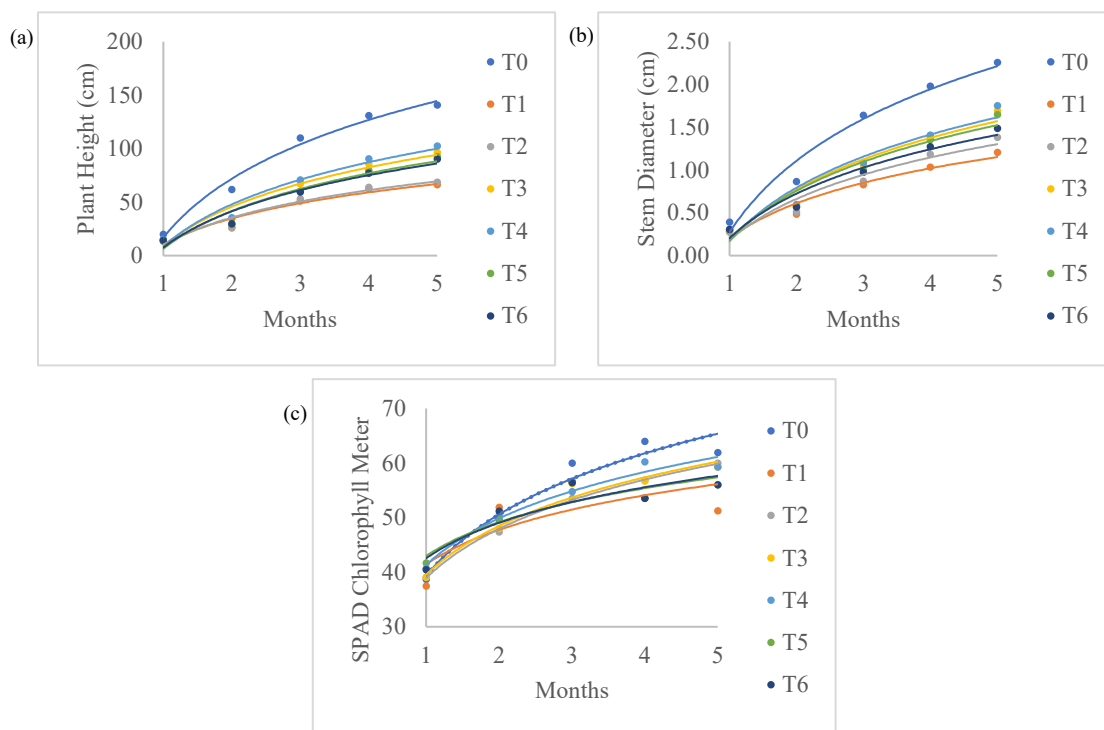 (a)
200
150
100
50
0
Plant Height (cm)
1 2 3 4 5
Months
T0
T1
T2
T3
T4
T5
T6
(b)
2.50
2.00
1.50
1.00
0.50
0.00
Stem Diameter (cm)
1 2 3 4 5
Months
T0
T1
T2
T3
T4
T5
T6
(c)
70
60
50
40
30
SPAD Chlorophyll Meter
1 2 3 4 5
Months
T0
T1
T2
T3
T4
T5
T6